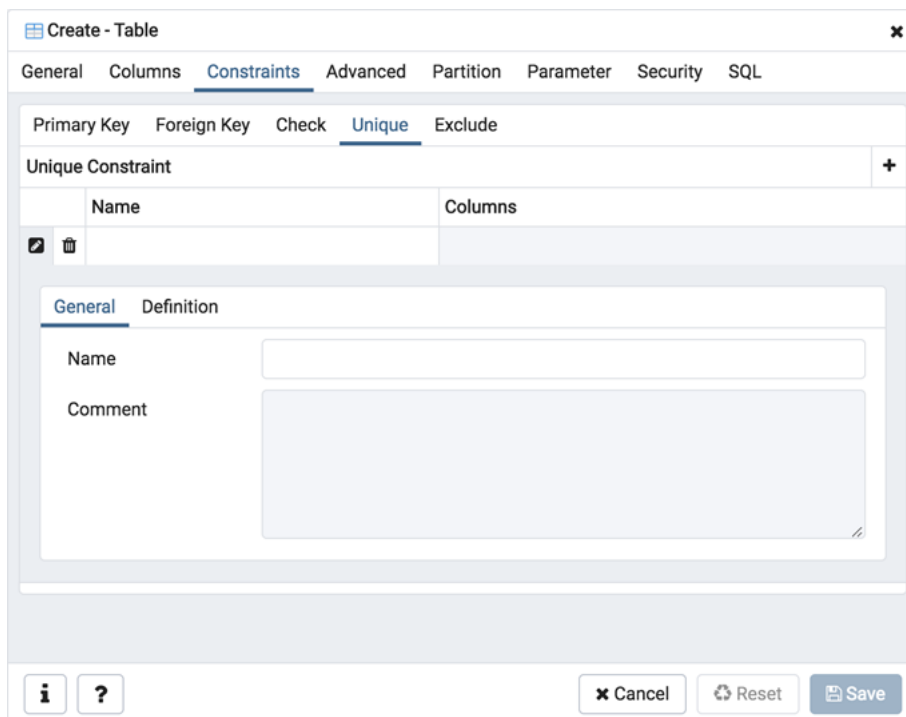 Create - Table
General Columns Constraints Advanced Partition Parameter Security SQL
Primary Key Foreign Key Check Unique Exclude
Unique Constraint
Name Columns
General Definition
Name
Comment
i ? Cancel Reset Save